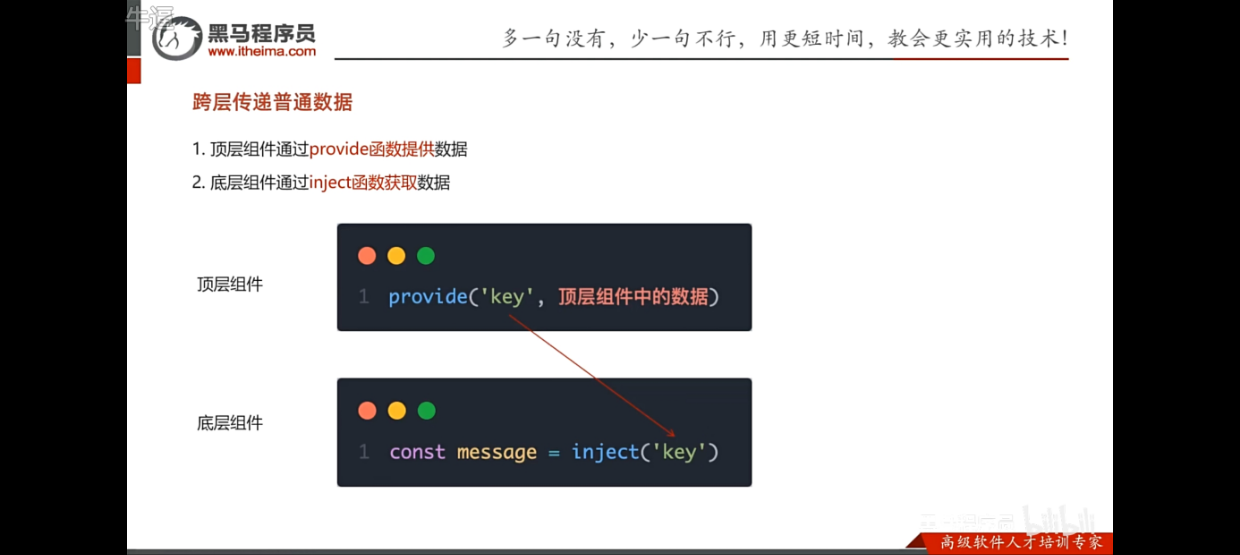 牛逼
黑马程序员
www.itheima.com
多一句没有，少一句不行，用更短时间，教会更实用的技术！
跨层传递普通数据
1. 顶层组件通过provide函数提供数据
2. 底层组件通过inject函数获取数据
顶层组件
1 provide('key', 顶层组件中的数据)
底层组件
1 const message = inject('key')
bilibili
高级软件人才培训专家